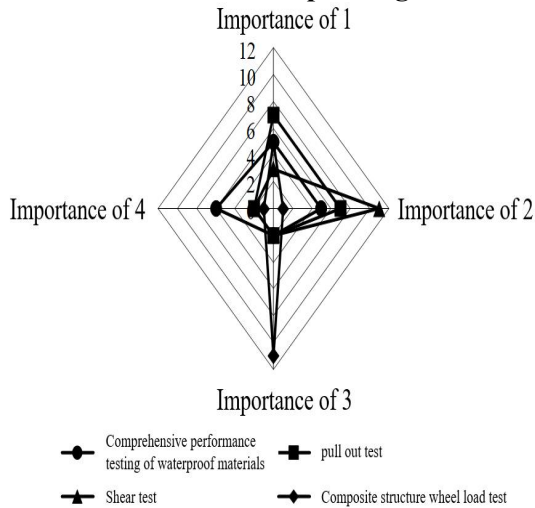 Importance of 1
12
10
8
6
4
2
Importance of 4
Importance of 2
Importance of 3
Comprehensive performance
testing of waterproof materials
pull out test
Shear test
Composite structure wheel load test